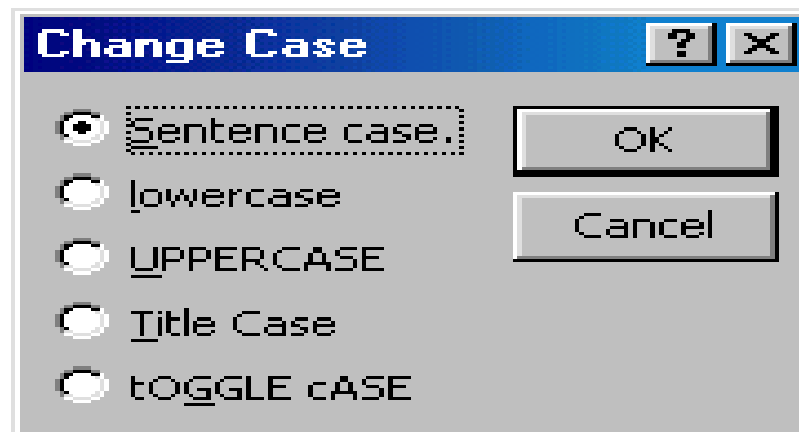 Change Case
Sentence case.
OK
lowercase
Cancel
UPPERCASE
Title Case
tOGGLE cASE